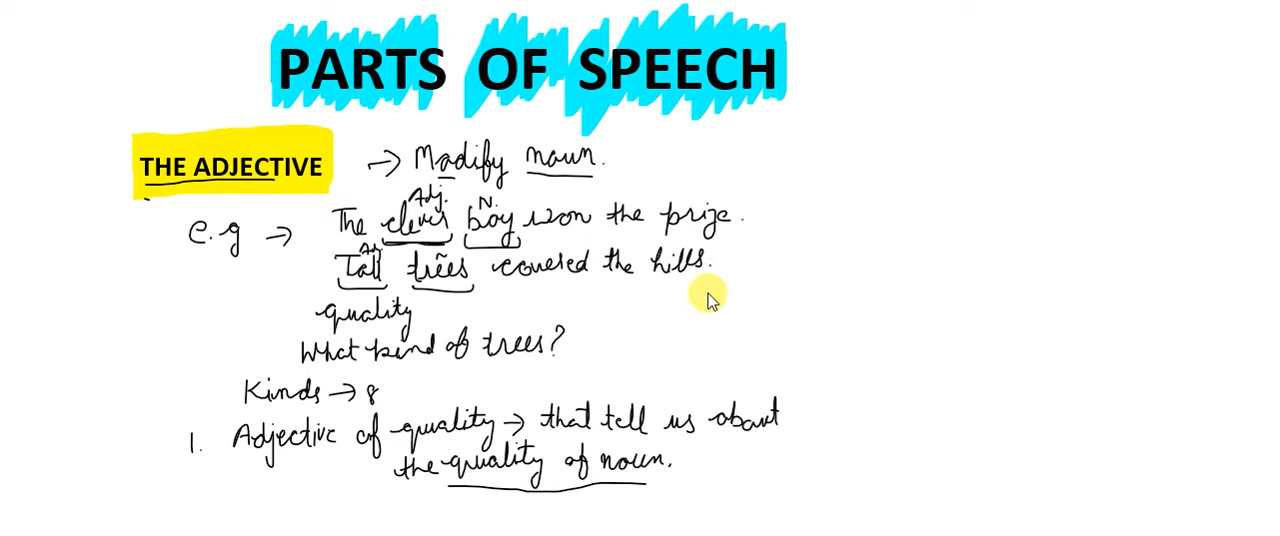 PARTS OF SPEECH
THE ADJECTIVE → Modify noun.
Adj. N.
e.g → The clever boy won the prize.
Adj
Tall trees covered the hills.
quality
What kind of trees?
Kinds → 8
1. Adjective of quality → that tell us about
the quality of noun.